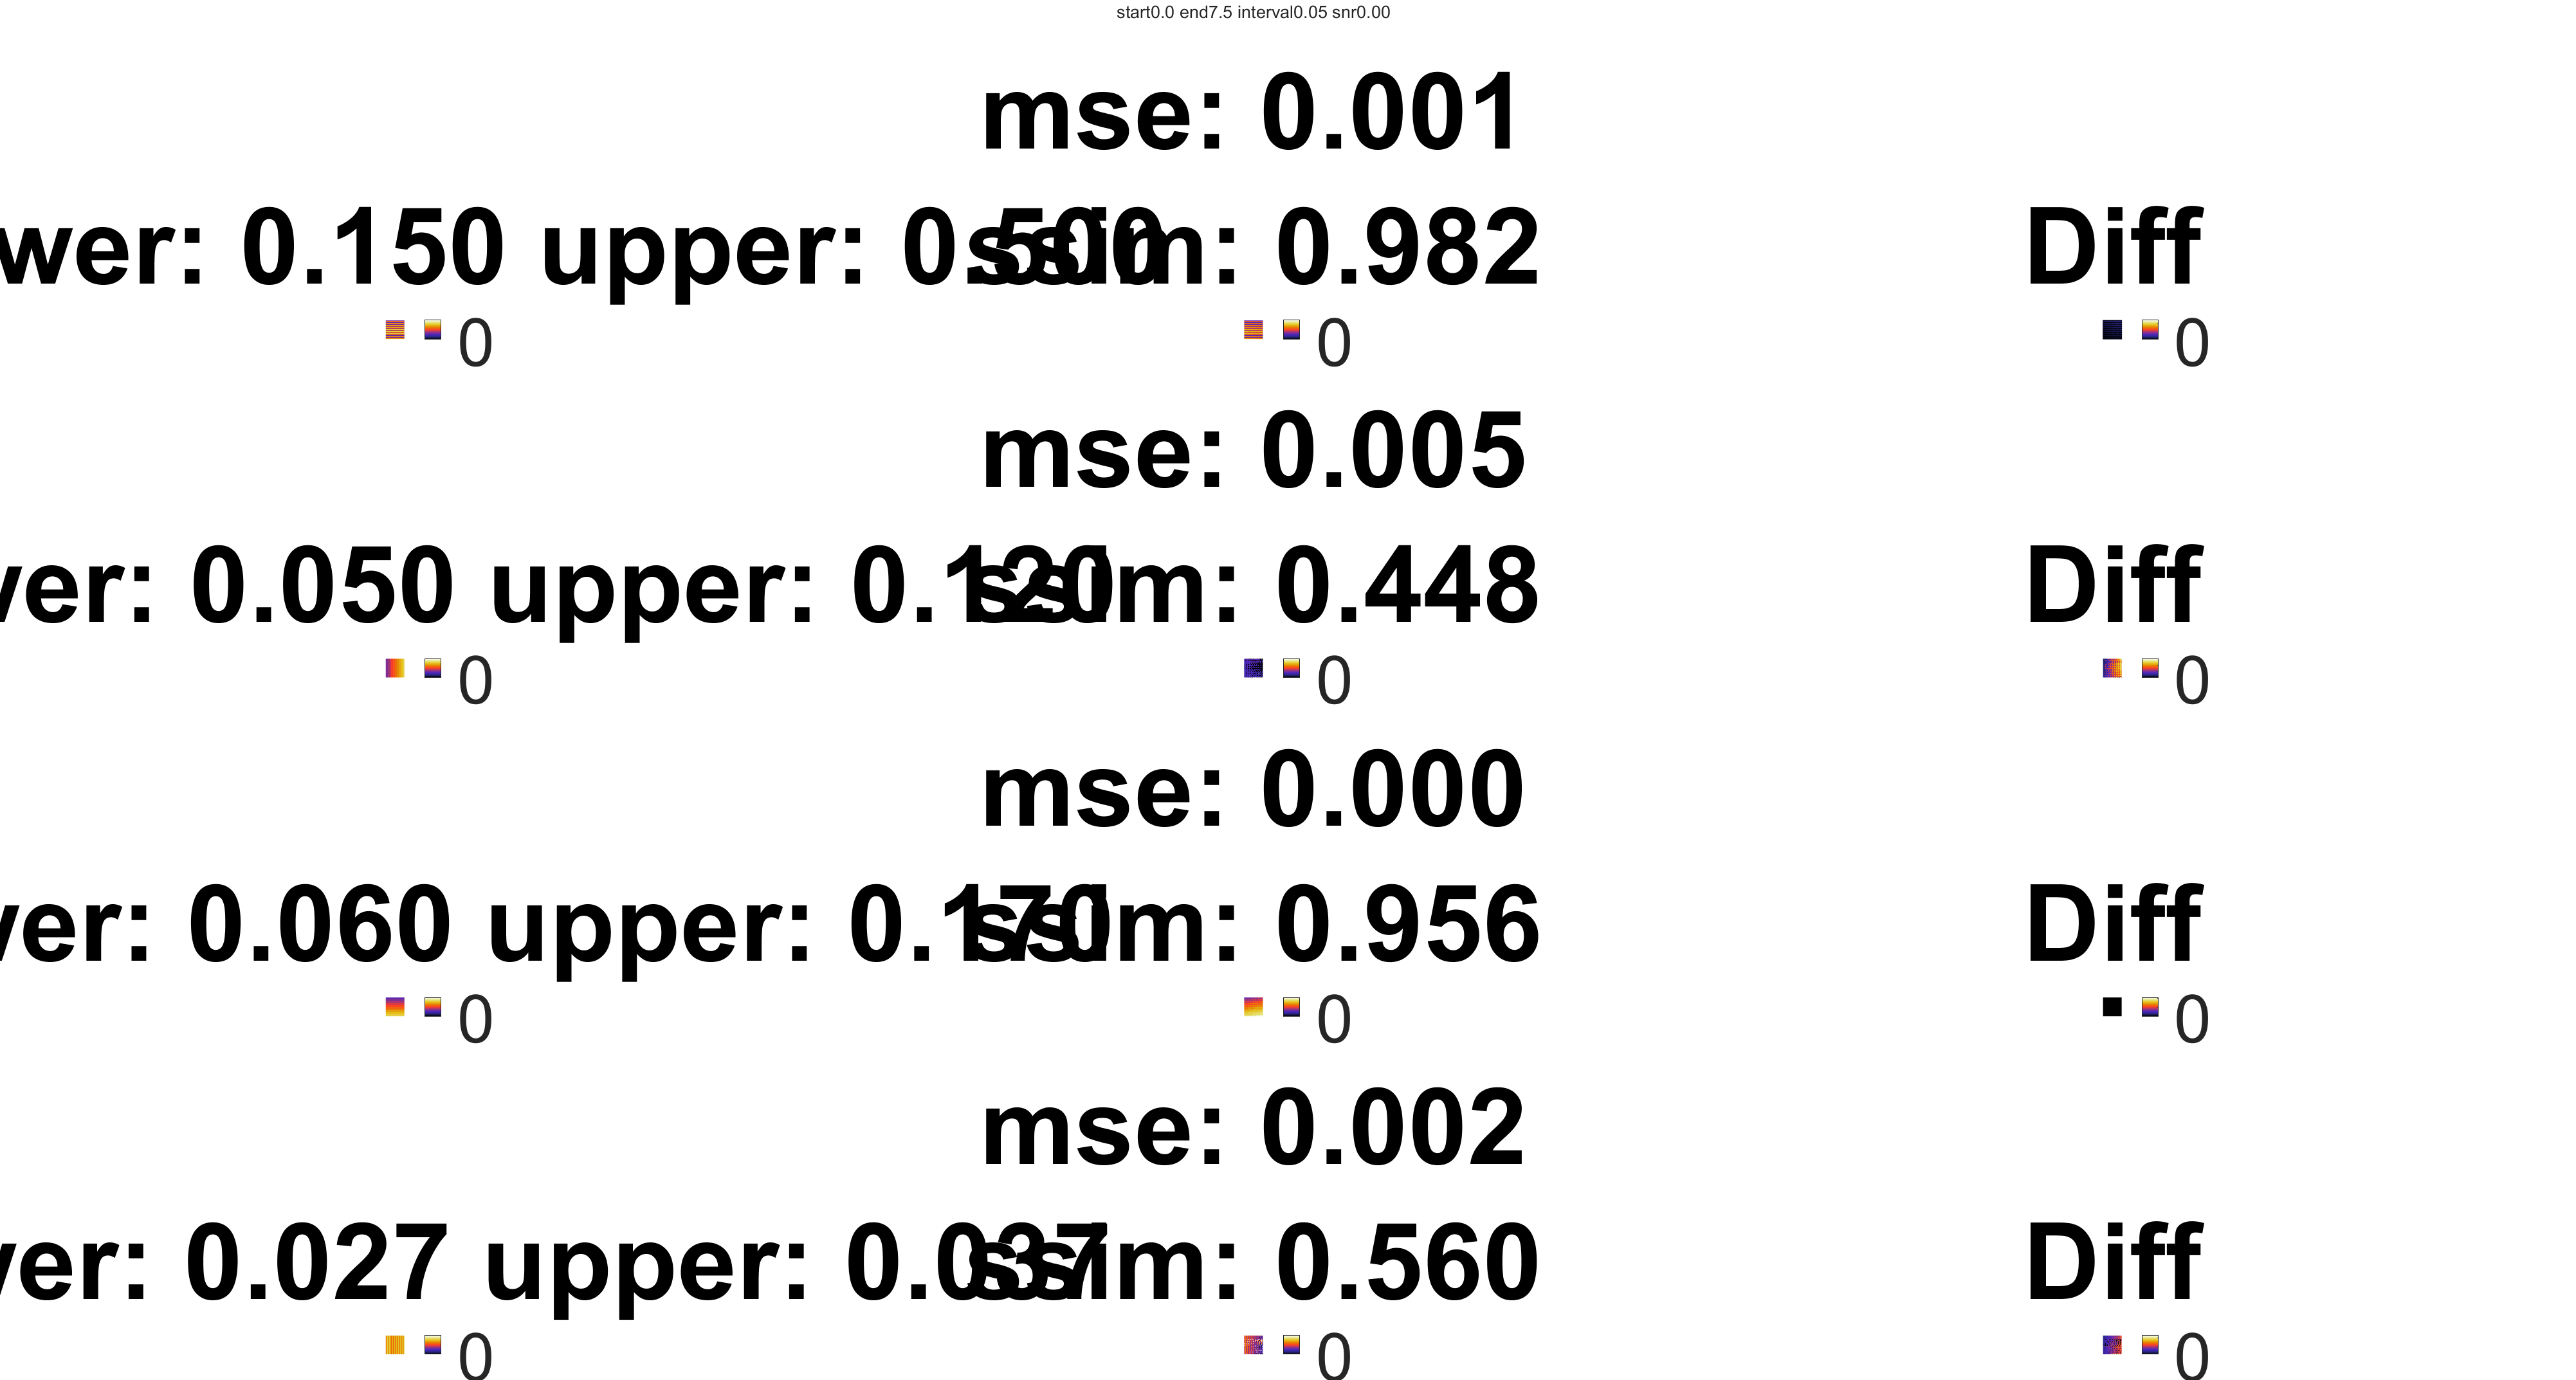 start0.0 end7.5 interval0.05 snr0.00
mse: 0.001
wer: 0.150 upper: 0.500 ssim: 0.982 Diff
0 0 0
mse: 0.005
ver: 0.050 upper: 0.120 ssim: 0.448 Diff
0 0 0
mse: 0.000
ver: 0.060 upper: 0.170 ssim: 0.956 Diff
0 0 0
mse: 0.002
ver: 0.027 upper: 0.037 ssim: 0.560 Diff
0 0 0